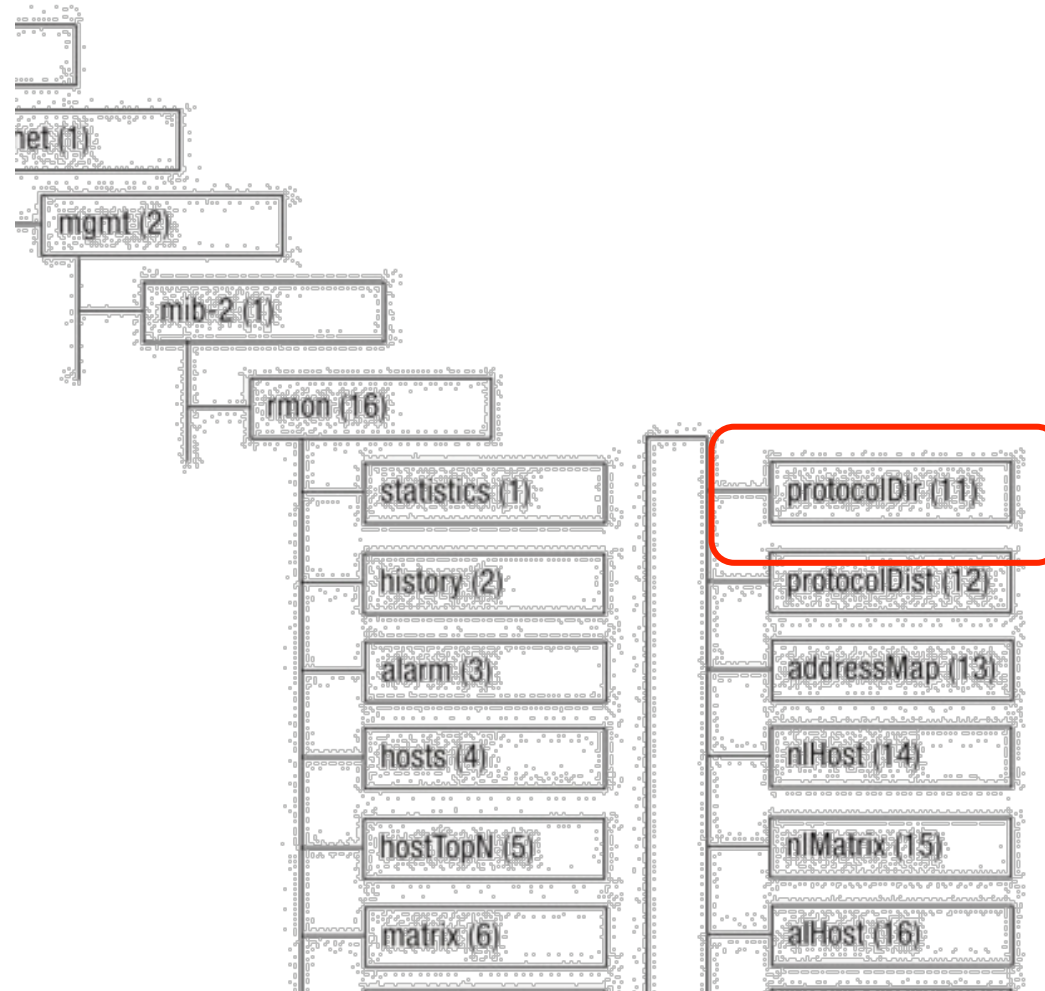 net (1)
mgmt (2)
mib-2 (1)
rmon (16)
statistics (1)
history (2)
alarm (3)
hosts (4)
hostTopN (5)
matrix (6)
protocolDir (11)
protocolDist (12)
addressMap (13)
nlHost (14)
nlMatrix (15)
alHost (16)